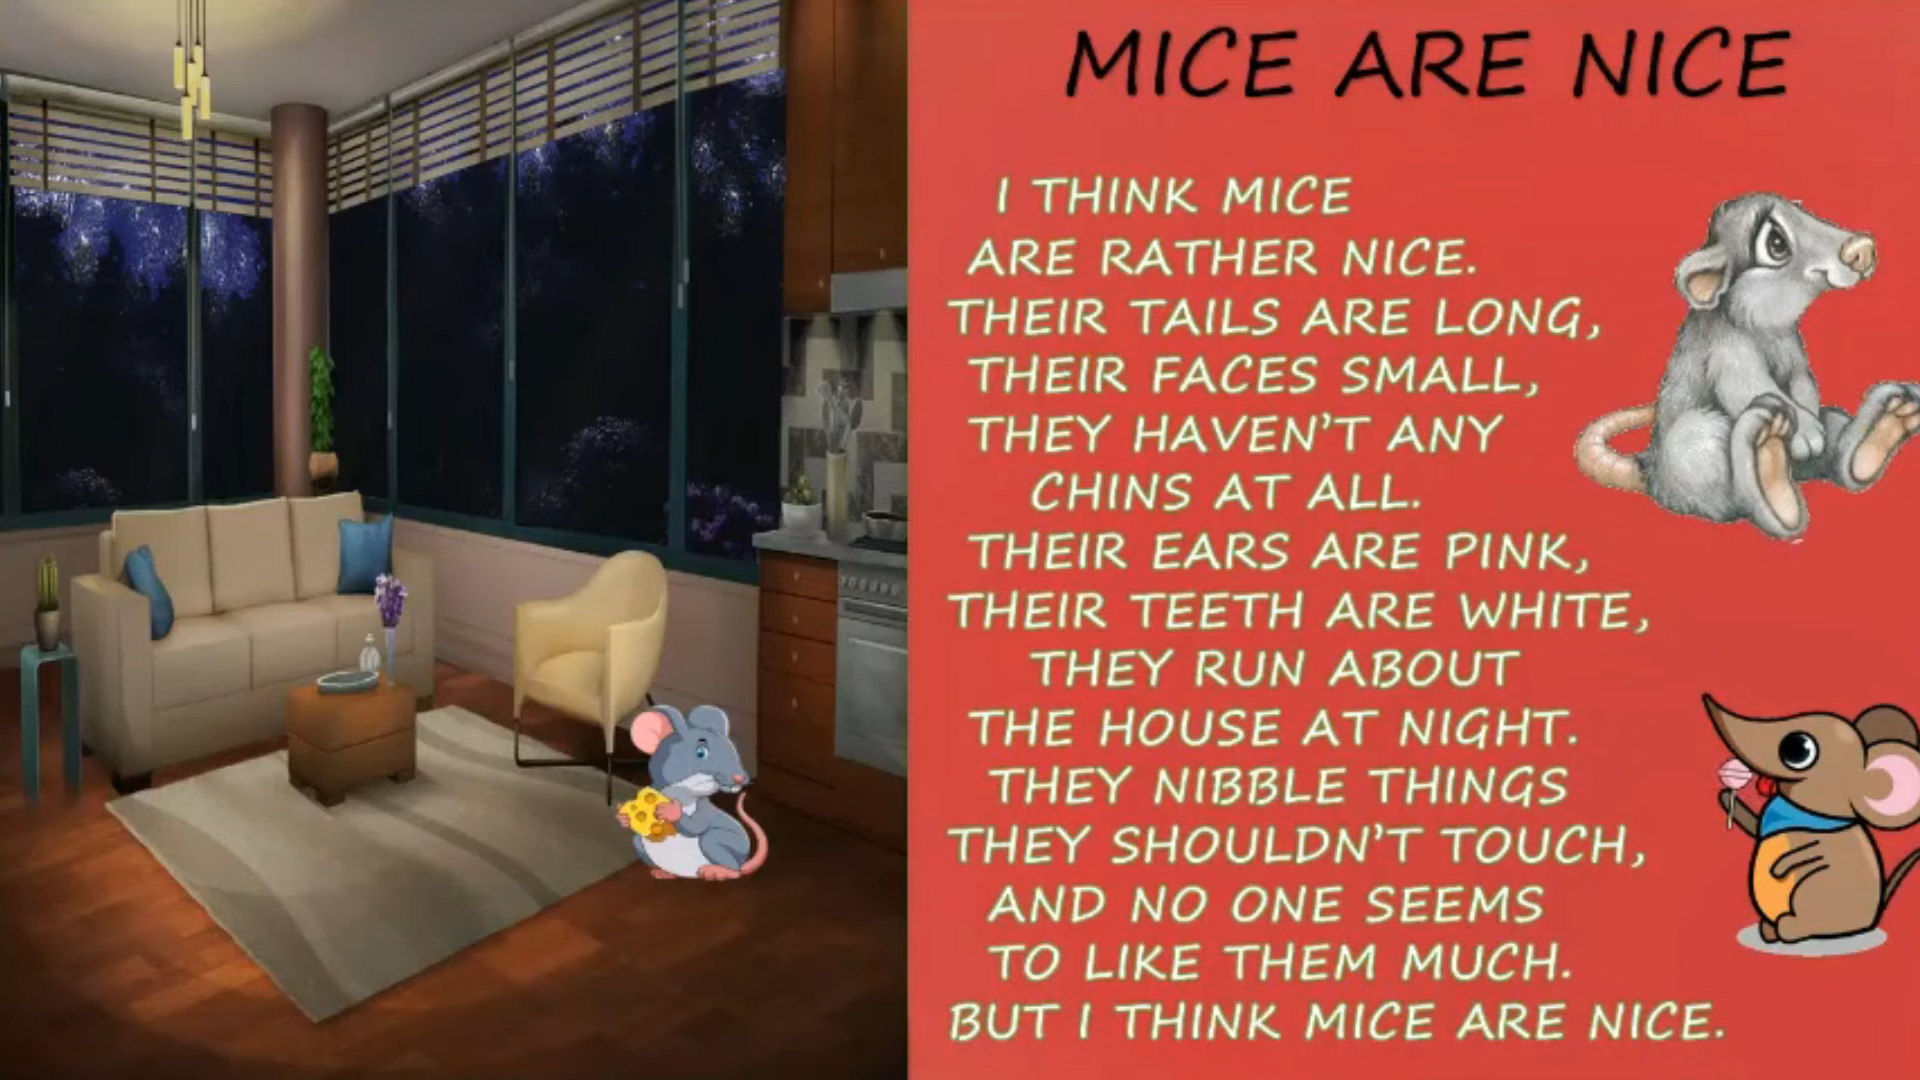 MICE ARE NICE
I THINK MICE
ARE RATHER NICE.
THEIR TAILS ARE LONG,
THEIR FACES SMALL,
THEY HAVEN'T ANY
CHINS AT ALL.
THEIR EARS ARE PINK,
THEIR TEETH ARE WHITE,
THEY RUN ABOUT
THE HOUSE AT NIGHT.
THEY NIBBLE THINGS
THEY SHOULDN'T TOUCH,
AND NO ONE SEEMS
TO LIKE THEM MUCH.
BUT I THINK MICE ARE NICE.